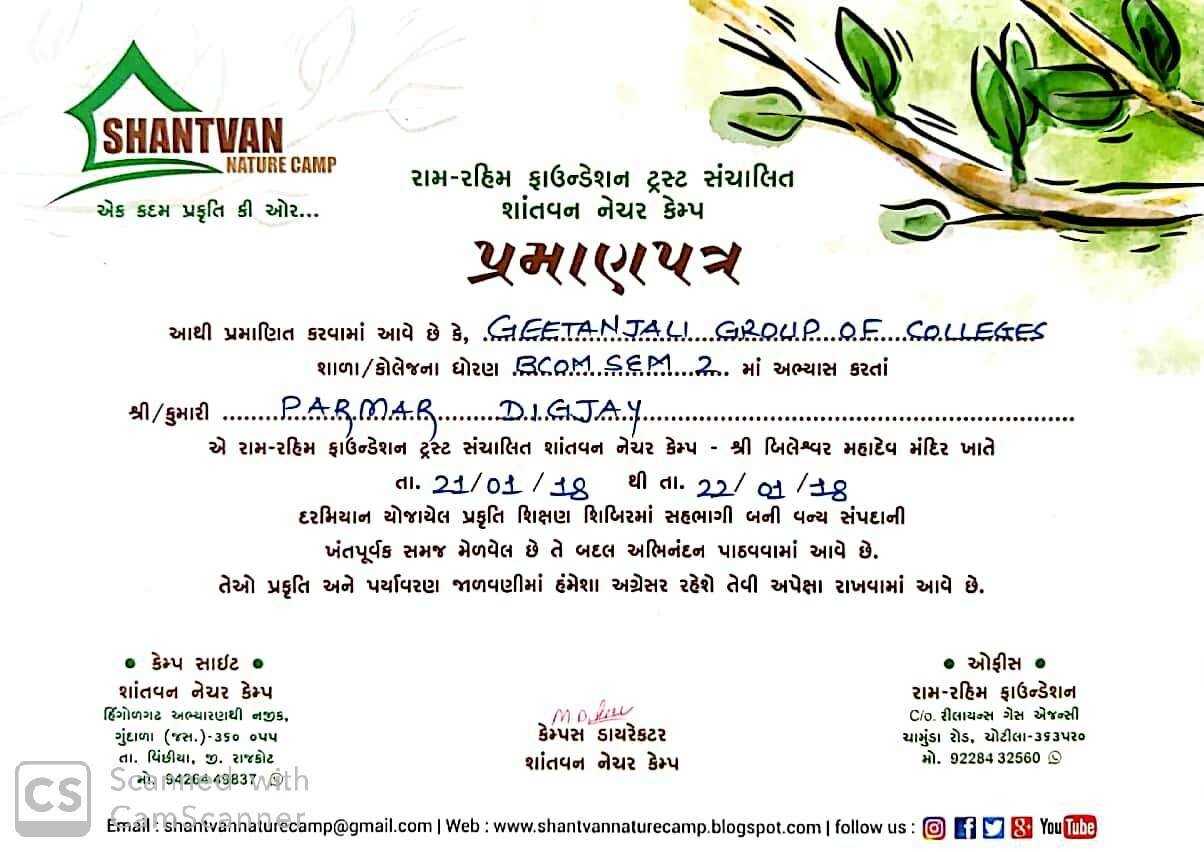 SHANTVAN
NATURE CAMP
એક કદમ પ્રકૃતિ કી ઓર...
રામ-રહિમ ફાઉન્ડેશન ટ્રસ્ટ સંચાલિત
શાંતવન નેચર કેમ્પ
પ્રમાણપત્ર
આથી પ્રમાણિત કરવામાં આવે છે કે, GEETANJALI GROUP OF COLLEGES
શાળા/કોલેજના ધોરણ BCOM SEM 2 માં અભ્યાસ કરતાં
શ્રી/કુમારી PARMAR DIGJAY
એ રામ-રહિમ ફાઉન્ડેશન ટ્રસ્ટ સંચાલિત શાંતવન નેચર કેમ્પ - શ્રી બિલેશ્વર મહાદેવ મંદિર ખાતે
તા. 21/01/18 થી તા. 22/01/18
દરમિયાન યોજાયેલ પ્રકૃતિ શિક્ષણ શિબિરમાં સહભાગી બની વન્ય સંપદાની
ખંતપૂર્વક સમજ મેળવેલ છે તે બદલ અભિનંદન પાઠવવામાં આવે છે.
તેઓ પ્રકૃતિ અને પર્યાવરણ જાળવણીમાં હંમેશા અગ્રેસર રહેશે તેવી અપેક્ષા રાખવામાં આવે છે.
• કેમ્પ સાઈટ •
શાંતવન નેચર કેમ્પ
હિંગોળગઢ અભ્યારણથી નજીક,
ગુંદાળા (જસ.)-૩૬૦ ૦૫૫
તા. વિંછીયા, જી. રાજકોટ
મો. 94264 49837
કેમ્પસ ડાયરેક્ટર
શાંતવન નેચર કેમ્પ
• ઓફીસ •
રામ-રહિમ ફાઉન્ડેશન
C/o. રીલાયન્સ ગેસ એજન્સી
ચામુંડા રોડ, ચોટીલા-૩૬૩૫૨૦
મો. 92284 32560
CS Scanned with
CamScanner
Email : shantvannaturecamp@gmail.com | Web : www.shantvannaturecamp.blogspot.com | follow us : YouTube